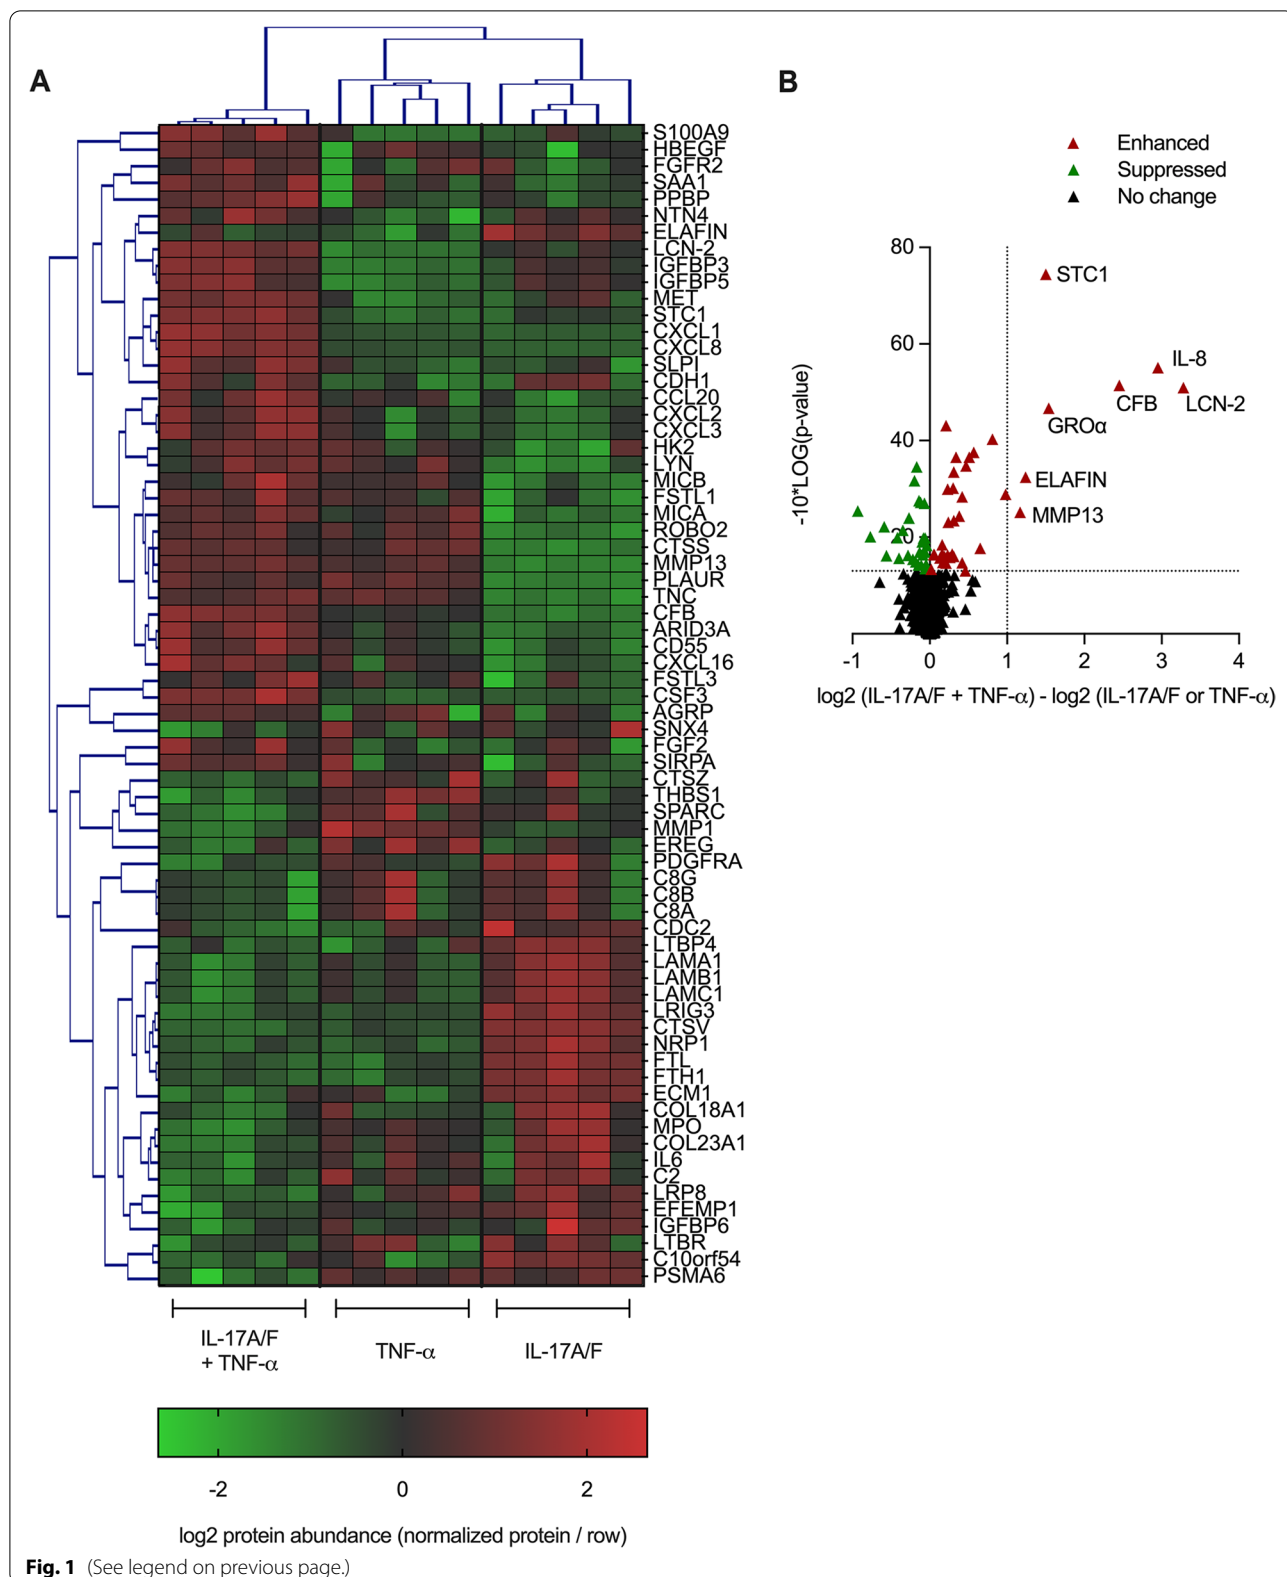 A
S100A9
HBEGF
FGFR2
SAA1
PPBP
NTN4
ELAFIN
LCN-2
IGFBP3
IGFBP5
MET
STC1
CXCL1
CXCL8
SLPI
CDH1
CCL20
CXCL2
CXCL3
HK2
LYN
MICB
FSTL1
MICA
ROBO2
CTSS
MMP13
PLAUR
TNC
CFB
ARID3A
CD55
CXCL16
FSTL3
CSF3
AGRP
SNX4
FGF2
SIRPA
CTSZ
THBS1
SPARC
MMP1
EREG
PDGFRA
C8G
C8B
C8A
CDC2
LTBP4
LAMA1
LAMB1
LAMC1
LRIG3
CTSV
NRP1
FTL
FTH1
ECM1
COL18A1
MPO
COL23A1
IL6
C2
LRP8
EFEMP1
IGFBP6
LTBR
C10orf54
PSMA6
IL-17A/F
+ TNF-α
TNF-α
IL-17A/F
-2 0 2
log2 protein abundance (normalized protein / row)
B
Enhanced
Suppressed
No change
80
60
40
20
-10*LOG(p-value)
STC1
IL-8
CFB
LCN-2
GROα
ELAFIN
MMP13
-1 0 1 2 3 4
log2 (IL-17A/F + TNF-α) - log2 (IL-17A/F or TNF-α)
Fig. 1 (See legend on previous page.)